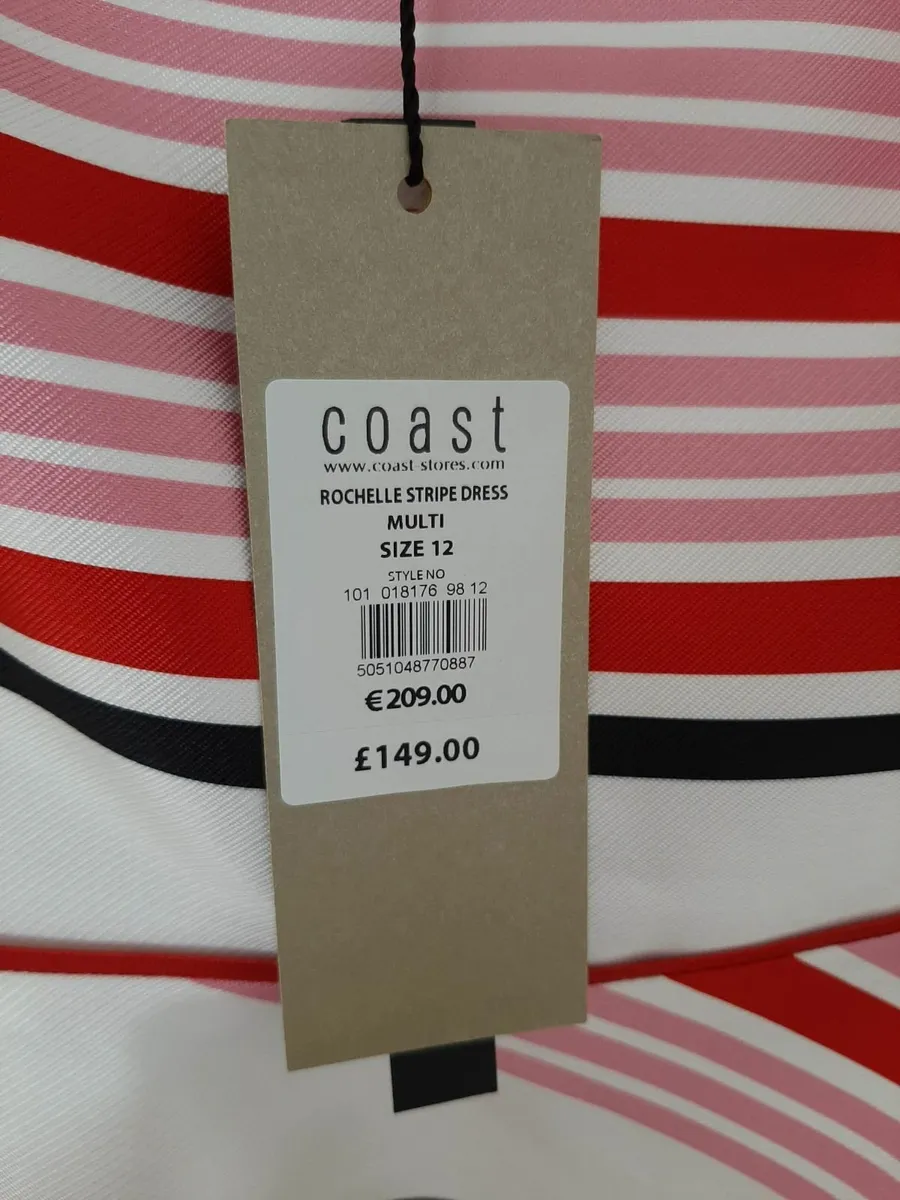 coast
www.coast-stores.com
ROCHELLE STRIPE DRESS
MULTI
SIZE 12
STYLE NO
101 018176 98 12
5051048770887
€209.00
£149.00